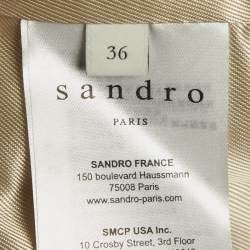 36
sandro
PARIS
SANDRO FRANCE
150 boulevard Haussmann
75008 Paris
www.sandro-paris.com
SMCP USA Inc.
10 Crosby Street, 3rd Floor